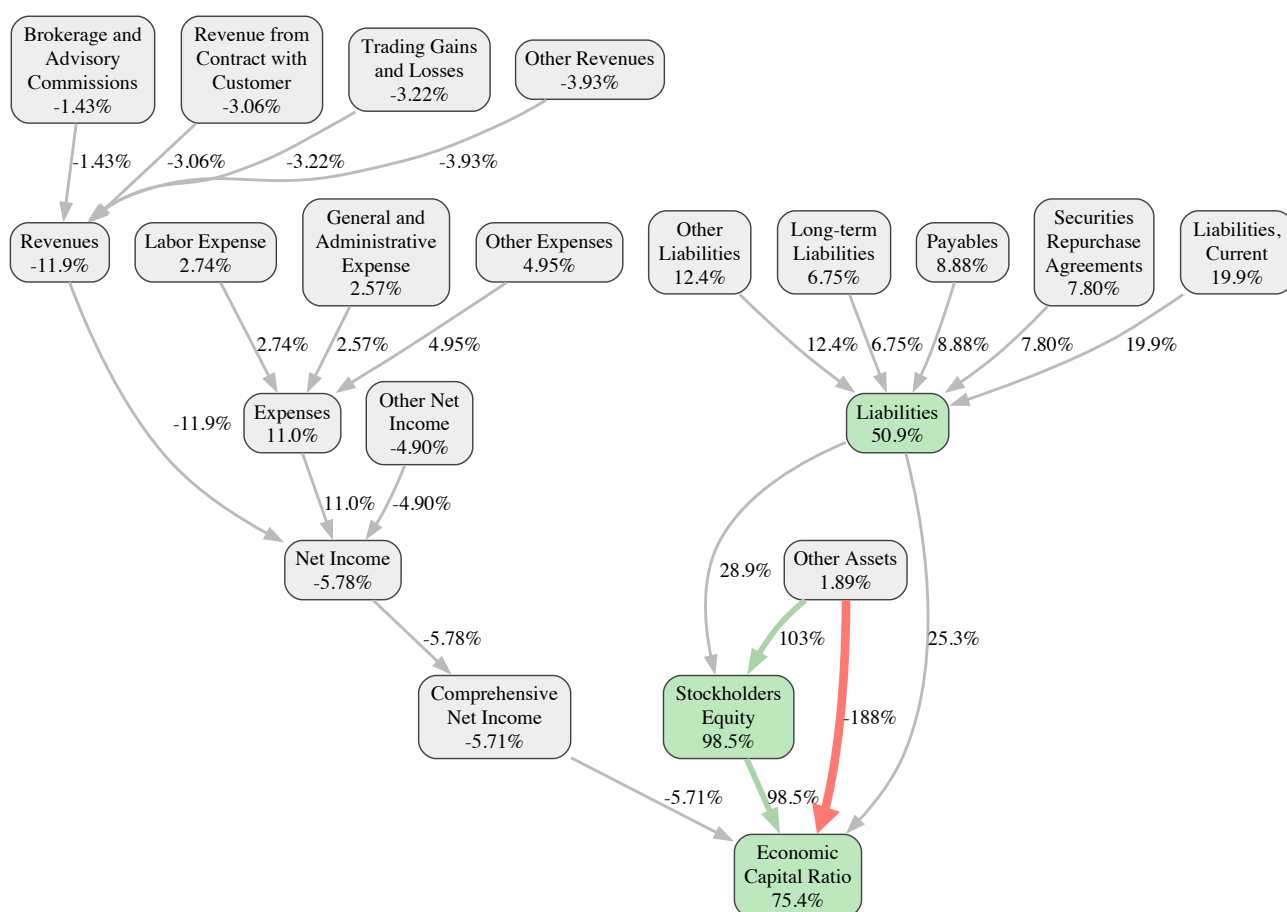 Brokerage and
Advisory
Commissions
-1.43%
Revenue from
Contract with
Customer
-3.06%
Trading Gains
and Losses
-3.22%
Other Revenues
-3.93%
-1.43%
-3.06%
-3.22%
-3.93%
Revenues
-11.9%
Labor Expense
2.74%
General and
Administrative
Expense
2.57%
Other Expenses
4.95%
Other
Liabilities
12.4%
Long-term
Liabilities
6.75%
Payables
8.88%
Securities
Repurchase
Agreements
7.80%
Liabilities,
Current
19.9%
2.74%
2.57%
4.95%
12.4%
6.75%
8.88%
7.80%
19.9%
-11.9%
Expenses
11.0%
Other Net
Income
-4.90%
Liabilities
50.9%
11.0%
-4.90%
Net Income
-5.78%
28.9%
Other Assets
1.89%
-5.78%
103%
25.3%
Comprehensive
Net Income
-5.71%
Stockholders
Equity
98.5%
-188%
-5.71%
98.5%
Economic
Capital Ratio
75.4%